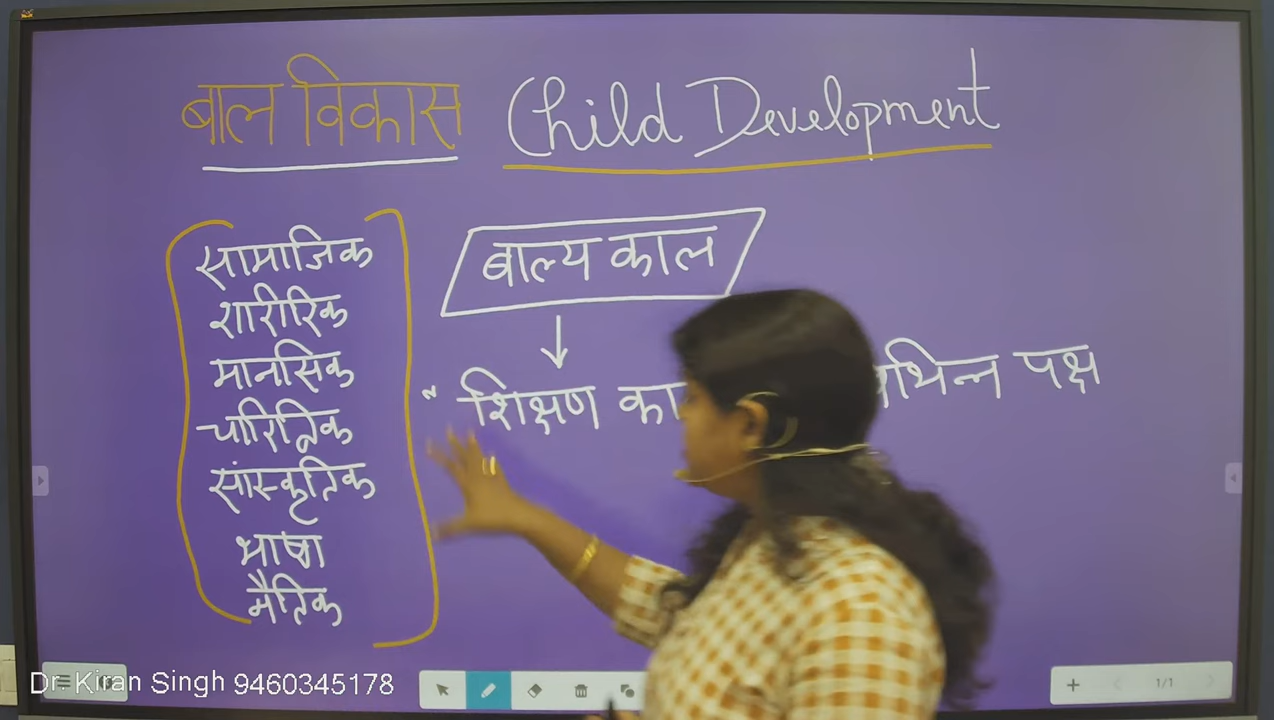 बाल विकास Child Development
सामाजिक
शारीरिक
मानसिक
चारित्रिक
सांस्कृतिक
भाषा
नैतिक
बाल्य काल
शिक्षण
पक्ष
Dr. Kiran Singh 9460345178
1/1